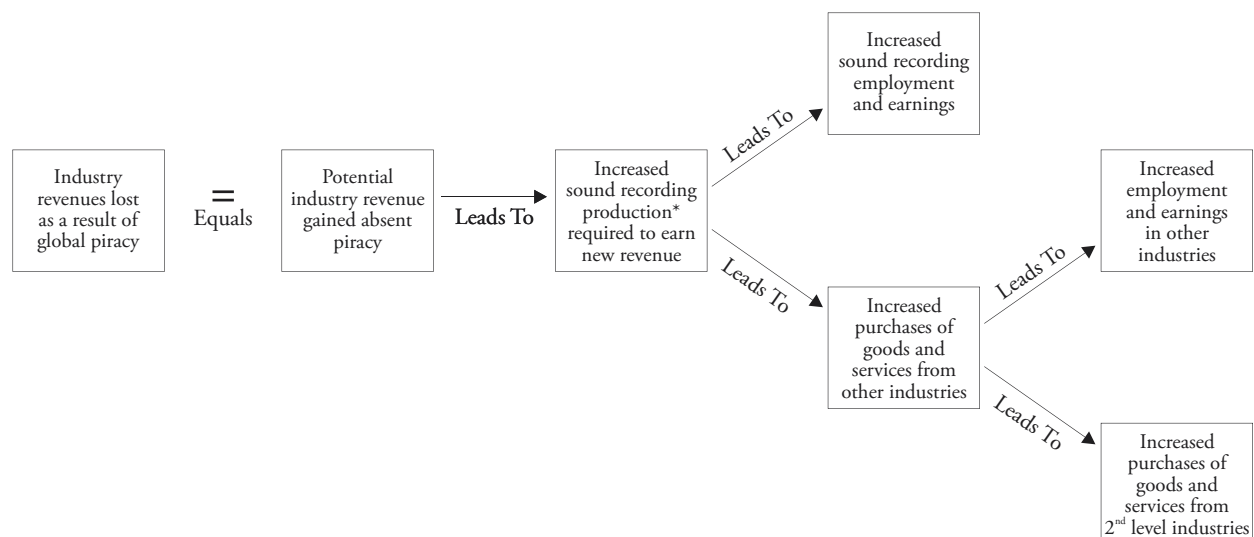 Increased
sound recording
employment
and earnings
Leads To
Industry
revenues lost
as a result of
global piracy
=
Equals
Potential
industry revenue
gained absent
piracy
Leads To
Increased
sound recording
production*
required to earn
new revenue
Increased
employment
and earnings
in other
industries
Leads To
Leads To
Increased
purchases of
goods and
services from
other industries
Leads To
Increased
purchases of
goods and
services from
2nd level industries